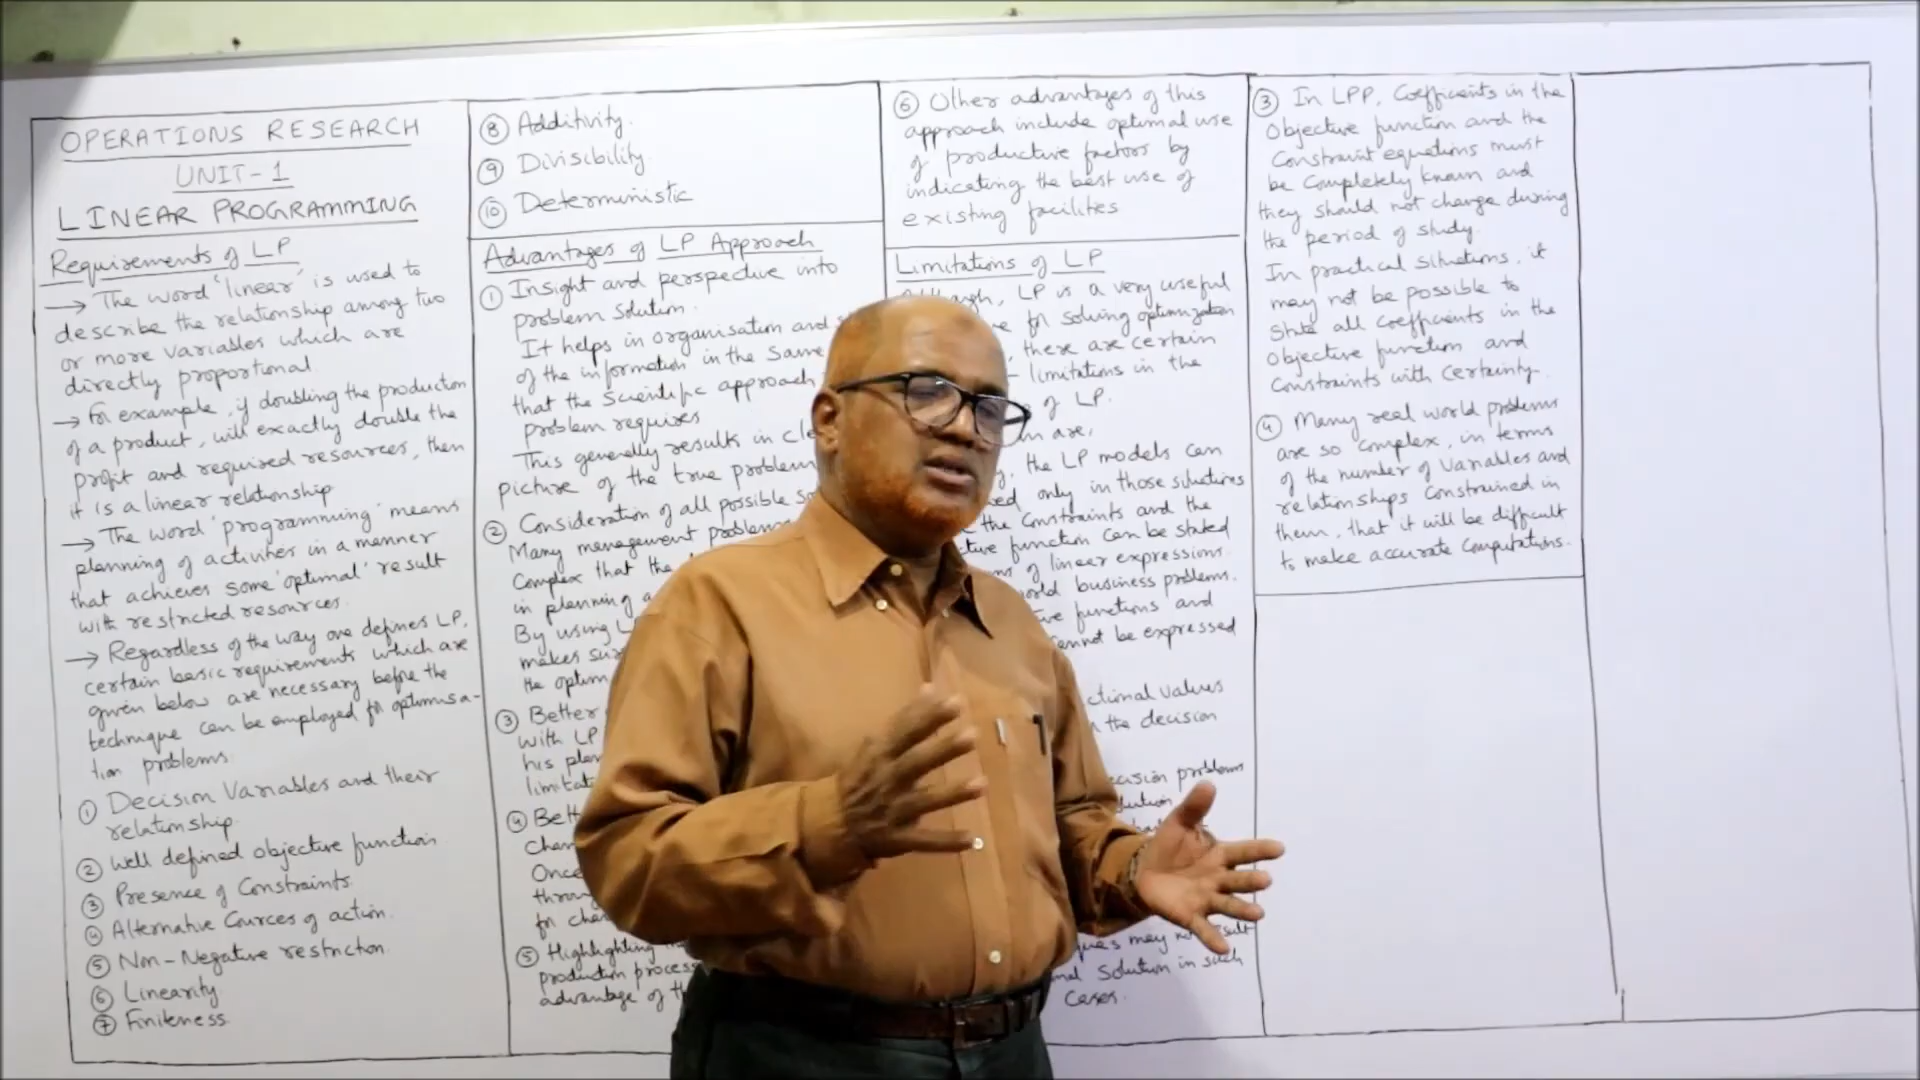 OPERATIONS RESEARCH
UNIT-1
LINEAR PROGRAMMING
Requirements of LP
→ The word 'linear' is used to
describe the relationship among two
or more variables which are
directly proportional
→ For example, if doubling the production
of a product, will exactly double the
profit and required resources, then
it is a linear relationship
→ The word 'programming' means
planning of activities in a manner
that achieves some 'optimal' result
with restricted resources.
→ Regardless of the way one defines LP,
certain basic requirements which are
given below are necessary before the
technique can be employed for optimisa-
tion problems.
① Decision Variables and their
relationship
② Well defined objective function
③ Presence of Constraints
④ Alternative Cources of action.
⑤ Non-Negative restriction
⑥ Linearity
⑦ Finiteness
⑧ Additivity.
⑨ Divisibility
⑩ Deterministic
Advantages of LP Approach
① Insight and perspective into
problem solution.
It helps in organisation and
of the information in the same
that the scientific approach
problem requires
This generally results in
picture of the true problem
② Consideration of all possible
Many management problems
Complex that the
in planning
By using
makes
the
③ Better
with LP
his
④
Once
for
⑤ Highlighting
production process
advantage of
⑥ Other advantages of this
approach include optimal use
of productive factors by
indicating the best use of
existing facilities
Limitations of LP
LP is a very useful
for solving optimization
there are certain
limitations in the
of LP.
are,
the LP models can
only in those situations
the constraints and the
function can be stated
of linear expressions.
business problems.
functions and
be expressed
values
the decision
problems
may not result
solution in such
Cases.
③ In LPP, Coefficients in the
Objective function and the
Constraint equations must
be Completely known and
they should not change during
the period of study.
In practical situations, it
may not be possible to
state all coefficients in the
Objective function and
Constraints with certainty.
④ Many real world problems
are so complex, in terms
of the number of variables and
relationships constrained in
them, that it will be difficult
to make accurate computations.